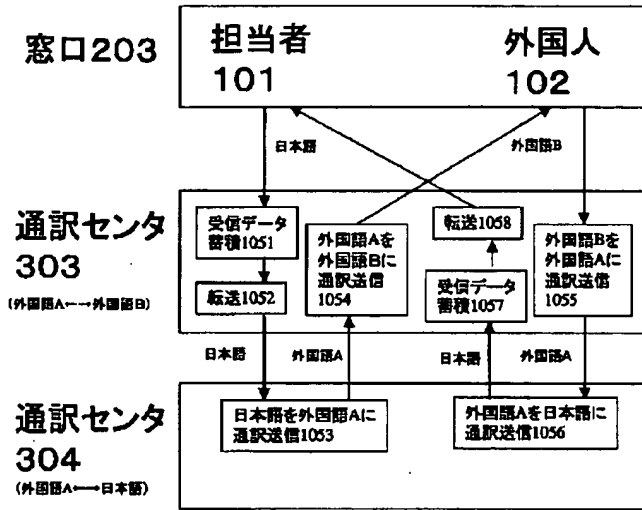 窓口203
担当者
101
外国人
102
日本語
外国語B
通訳センタ
303
(外国語A←→外国語B)
受信データ
蓄積1051
転送1052
外国語Aを
外国語Bに
通訳送信
1054
転送1058
受信データ
蓄積1057
外国語Bを
外国語Aに
通訳送信
1055
日本語
外国語A
日本語
外国語A
通訳センタ
304
(外国語A←→日本語)
日本語を外国語Aに
通訳送信1053
外国語Aを日本語に
通訳送信1056